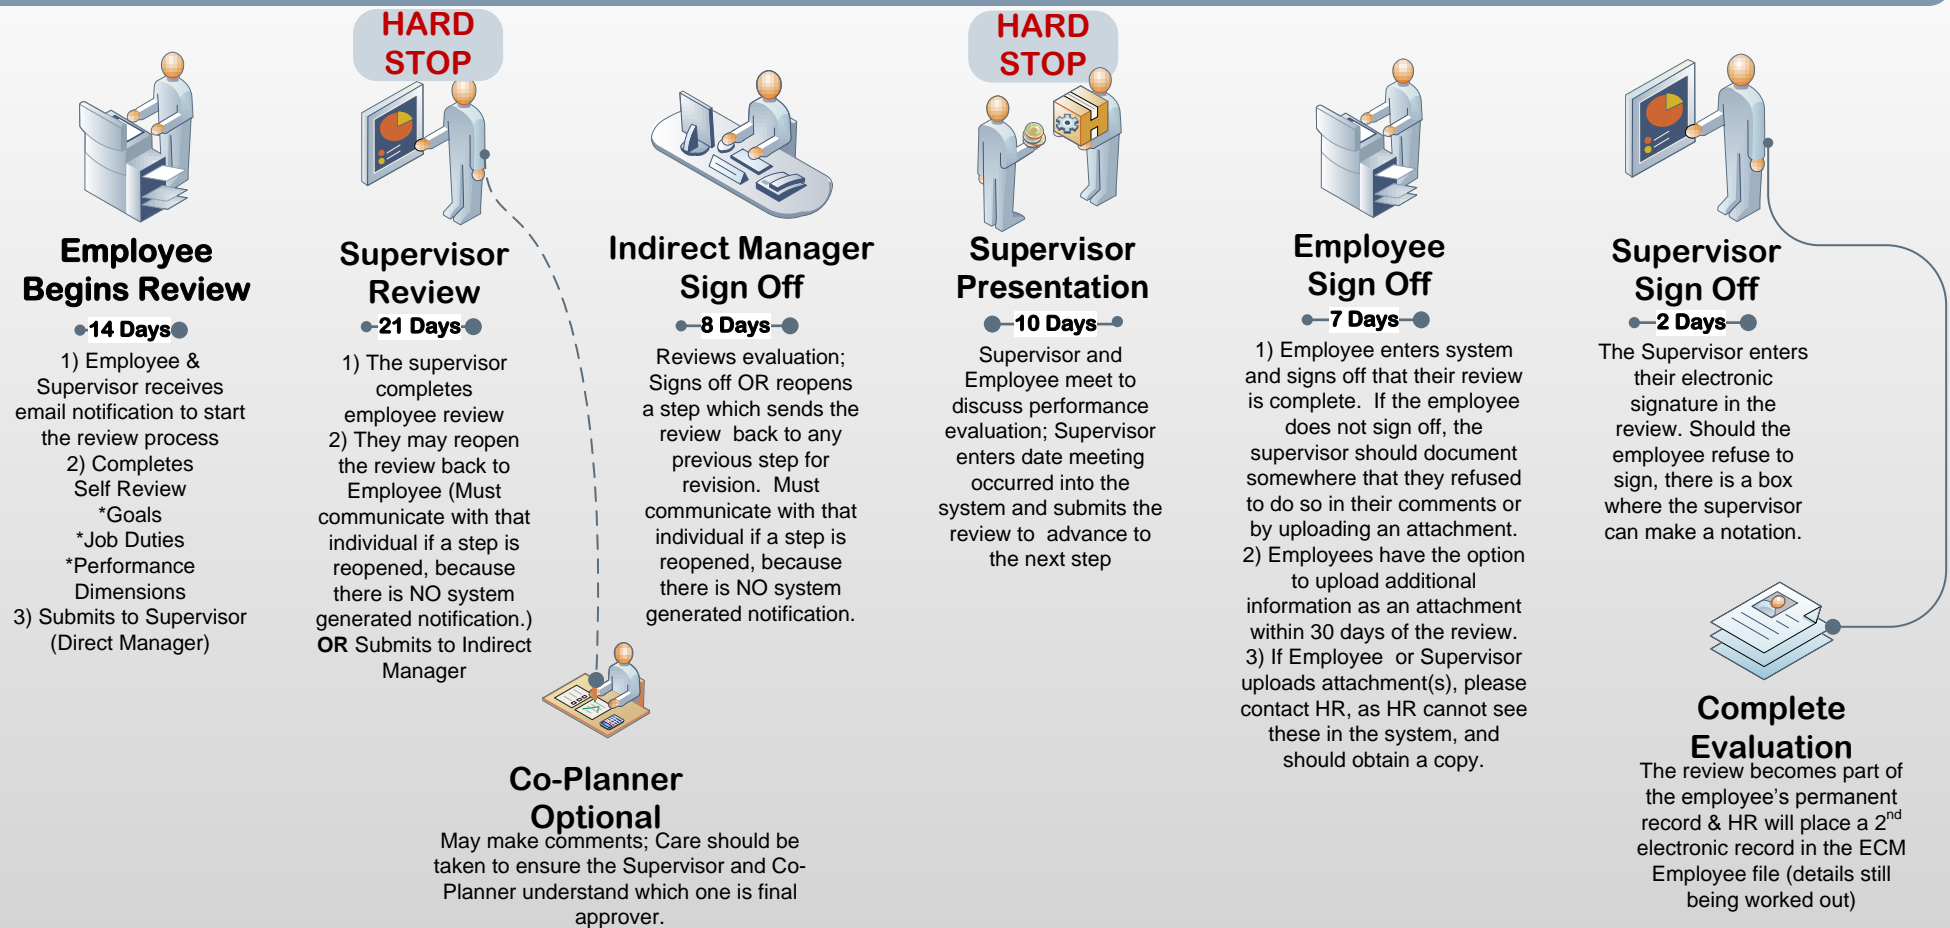 HARD
STOP
Employee
Begins Review
14 Days
1) Employee &
Supervisor receives
email notification to start
the review process
2) Completes
Self Review
*Goals
*Job Duties
*Performance
Dimensions
3) Submits to Supervisor
(Direct Manager)
Supervisor
Review
21 Days
1) The supervisor
completes
employee review
2) They may reopen
the review back to
Employee (Must
communicate with that
individual if a step is
reopened, because
there is NO system
generated notification.)
OR Submits to Indirect
Manager
Co-Planner
Optional
May make comments; Care should be
taken to ensure the Supervisor and Co-
Planner understand which one is final
approver.
Indirect Manager
Sign Off
8 Days
Reviews evaluation;
Signs off OR reopens
a step which sends the
review back to any
previous step for
revision. Must
communicate with that
individual if a step is
reopened, because
there is NO system
generated notification.
HARD
STOP
Supervisor
Presentation
10 Days
Supervisor and
Employee meet to
discuss performance
evaluation; Supervisor
enters date meeting
occurred into the
system and submits the
review to advance to
the next step
Employee
Sign Off
7 Days
1) Employee enters system
and signs off that their review
is complete. If the employee
does not sign off, the
supervisor should document
somewhere that they refused
to do so in their comments or
by uploading an attachment.
2) Employees have the option
to upload additional
information as an attachment
within 30 days of the review.
3) If Employee or Supervisor
uploads attachment(s), please
contact HR, as HR cannot see
these in the system, and
should obtain a copy.
Supervisor
Sign Off
2 Days
The Supervisor enters
their electronic
signature in the
review. Should the
employee refuse to
sign, there is a box
where the supervisor
can make a notation.
Complete
Evaluation
The review becomes part of
the employee’s permanent
record & HR will place a 2nd
electronic record in the ECM
Employee file (details still
being worked out)